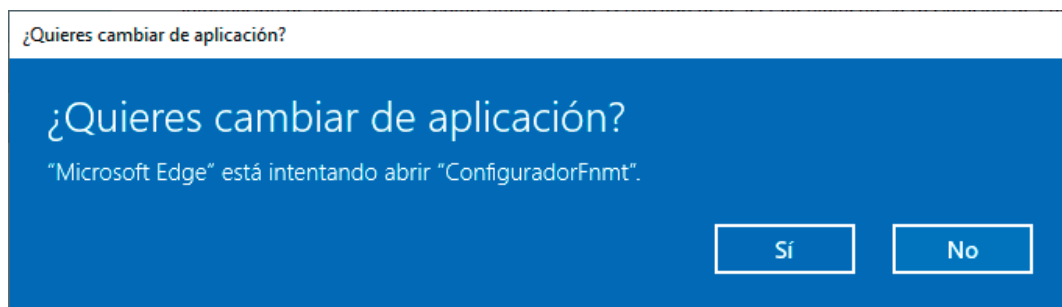 ¿Quieres cambiar de aplicación?
¿Quieres cambiar de aplicación?
“Microsoft Edge” está intentando abrir “ConfiguradorFnmt”.
Sí
No